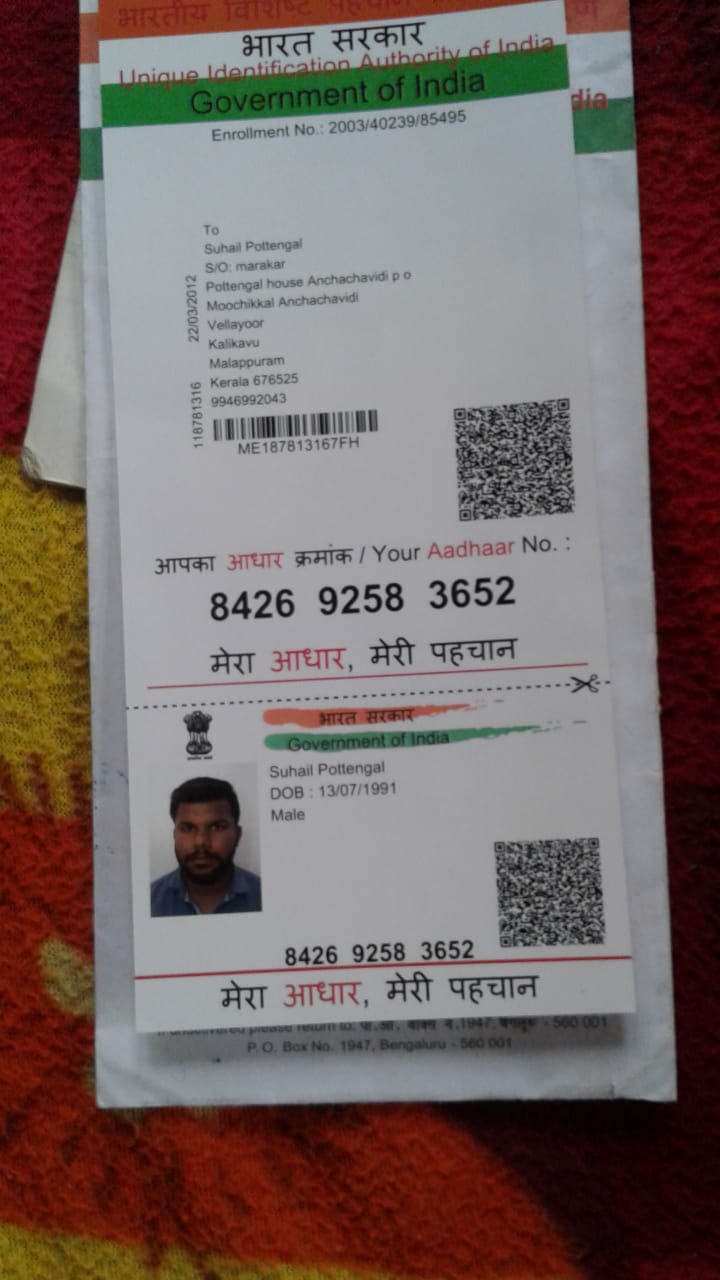 भारतीय विशिष्ट पहचान
भारत सरकार
Unique Identification Authority of India
Government of India
dia
Enrollment No.: 2003/40239/85495
To
Suhail Pottengal
S/O: marakar
Pottengal house Anchachavidi p o
Moochikkal Anchachavidi
Vellayoor
Kalikavu
Malappuram
Kerala 676525
9946992043
22/03/2012
118781316
ME187813167FH
आपका आधार क्रमांक / Your Aadhaar No. :
8426 9258 3652
मेरा आधार, मेरी पहचान
भारत सरकार
Government of India
Suhail Pottengal
DOB : 13/07/1991
Male
8426 9258 3652
मेरा आधार, मेरी पहचान
undelivered please return to: 1947, - 560 001
P. O. Box No. 1947, Bengaluru - 560 001